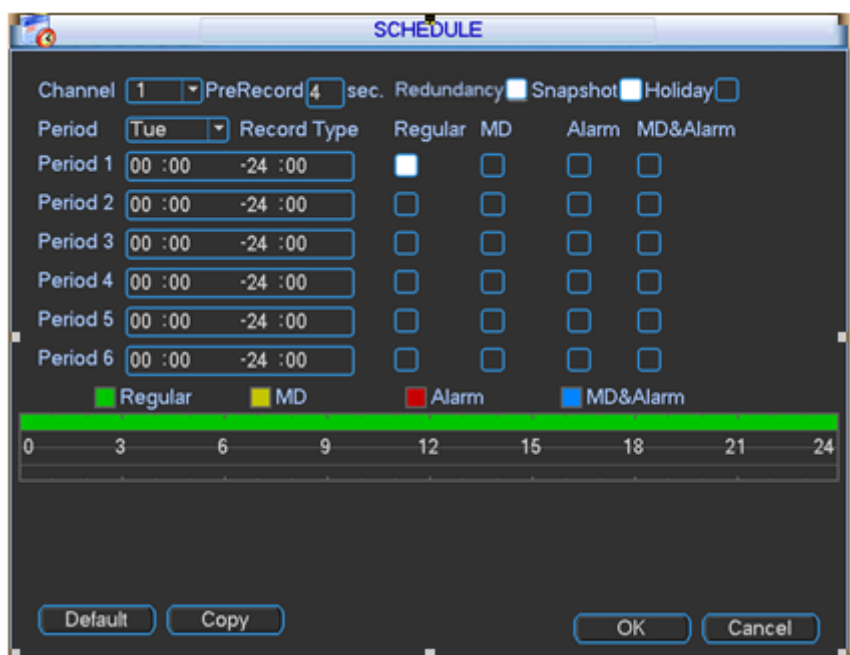 SCHEDULE
Channel 1 PreRecord 4 sec. Redundancy Snapshot Holiday
Period Tue Record Type Regular MD Alarm MD&Alarm
Period 1 00 :00 -24 :00
Period 2 00 :00 -24 :00
Period 3 00 :00 -24 :00
Period 4 00 :00 -24 :00
Period 5 00 :00 -24 :00
Period 6 00 :00 -24 :00
Regular MD Alarm MD&Alarm
0 3 6 9 12 15 18 21 24
Default Copy OK Cancel